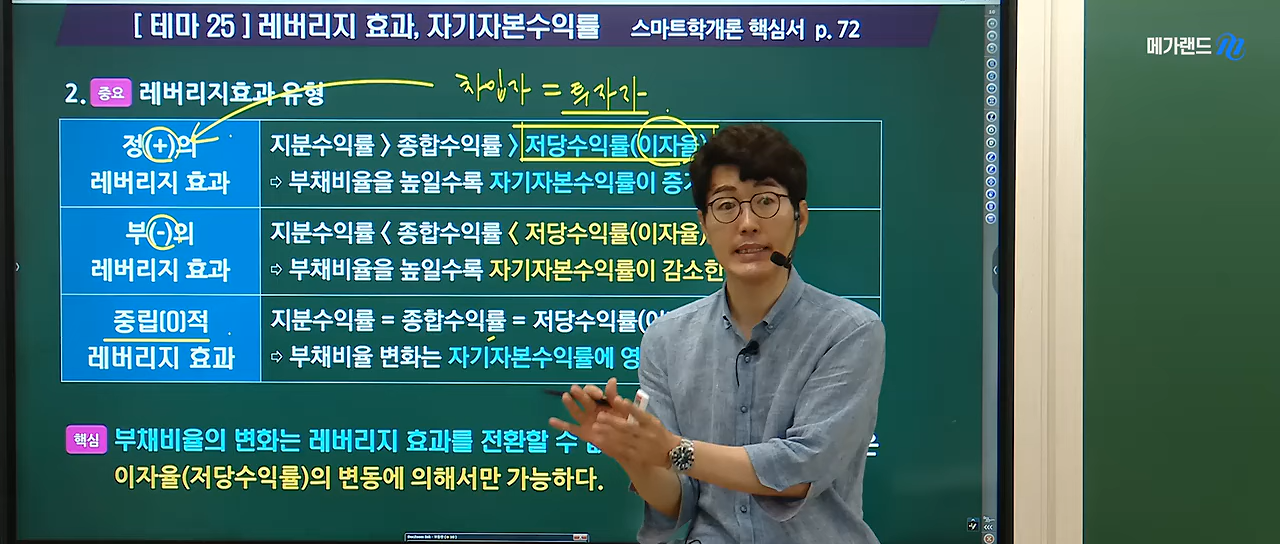 [ 테마 25 ] 레버리지 효과, 자기자본수익률 스마트학개론 핵심서 p. 72
메가랜드
2. 중요 레버리지효과 유형
차입자 = 투자자
정(+)의
레버리지 효과
지분수익률 > 종합수익률 > 저당수익률(이자율)
⇨ 부채비율을 높일수록 자기자본수익률이 증가
부(-)의
레버리지 효과
지분수익률 < 종합수익률 < 저당수익률(이자율)
⇨ 부채비율을 높일수록 자기자본수익률이 감소한
중립(0)적
레버리지 효과
지분수익률 = 종합수익률 = 저당수익률(이
⇨ 부채비율 변화는 자기자본수익률에 영
핵심 부채비율의 변화는 레버리지 효과를 전환할 수 은
이자율(저당수익률)의 변동에 의해서만 가능하다.